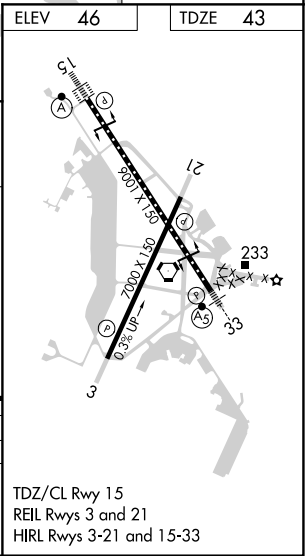 ELEV 46
TDZE 43
15
A
P
21
9001 X 150
P
7000 X 150
233
P
A5
P
0.3% UP
33
3
TDZ/CL Rwy 15
REIL Rwys 3 and 21
HIRL Rwys 3-21 and 15-33